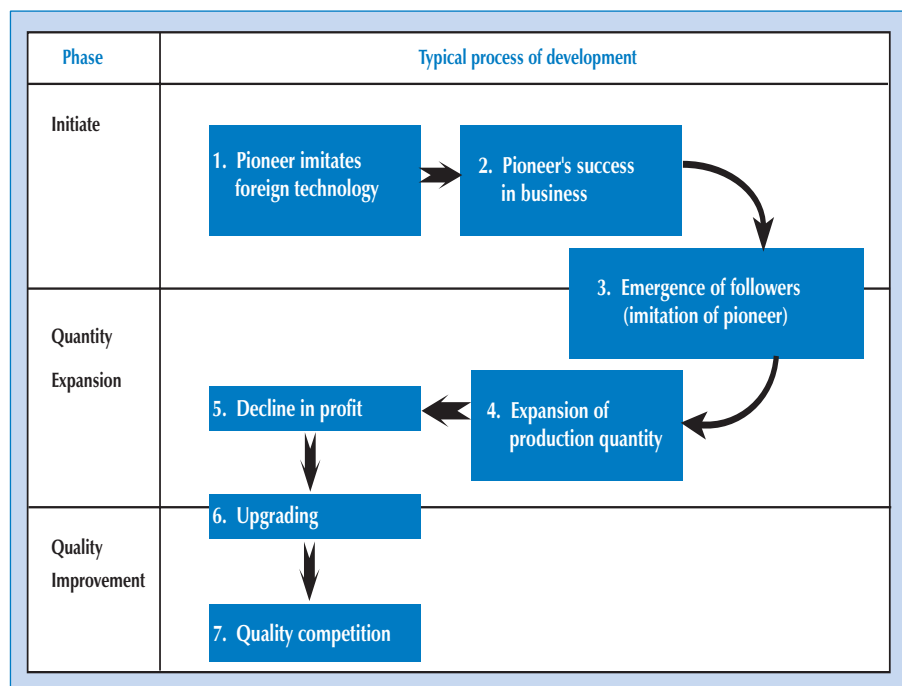 Phase
Typical process of development
Initiate
1. Pioneer imitates
foreign technology
2. Pioneer's success
in business
3. Emergence of followers
(imitation of pioneer)
Quantity
Expansion
4. Expansion of
production quantity
5. Decline in profit
6. Upgrading
Quality
Improvement
7. Quality competition